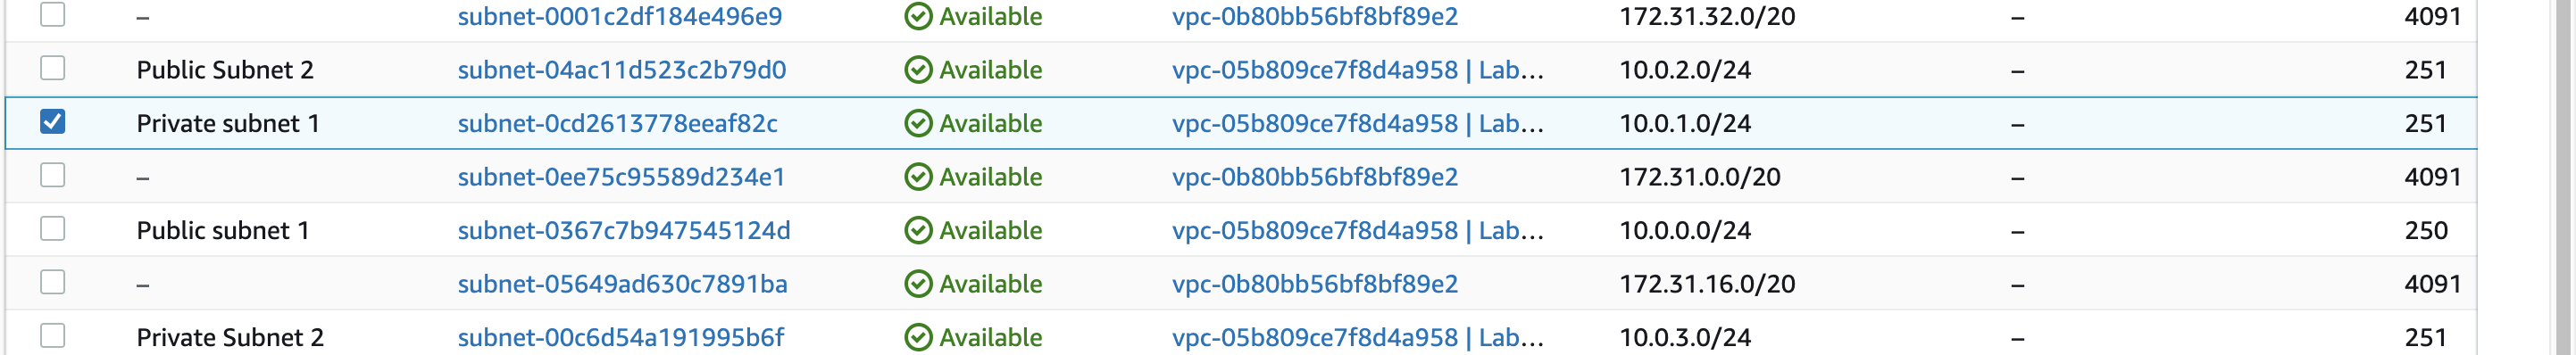 – subnet-0001c2df184e496e9 Available vpc-0b80bb56bf8bf89e2 172.31.32.0/20 – 4091
Public Subnet 2 subnet-04ac11d523c2b79d0 Available vpc-05b809ce7f8d4a958 | Lab... 10.0.2.0/24 – 251
Private subnet 1 subnet-0cd2613778eeaf82c Available vpc-05b809ce7f8d4a958 | Lab... 10.0.1.0/24 – 251
– subnet-0ee75c95589d234e1 Available vpc-0b80bb56bf8bf89e2 172.31.0.0/20 – 4091
Public subnet 1 subnet-0367c7b947545124d Available vpc-05b809ce7f8d4a958 | Lab... 10.0.0.0/24 – 250
– subnet-05649ad630c7891ba Available vpc-0b80bb56bf8bf89e2 172.31.16.0/20 – 4091
Private Subnet 2 subnet-00c6d54a191995b6f Available vpc-05b809ce7f8d4a958 | Lab... 10.0.3.0/24 – 251